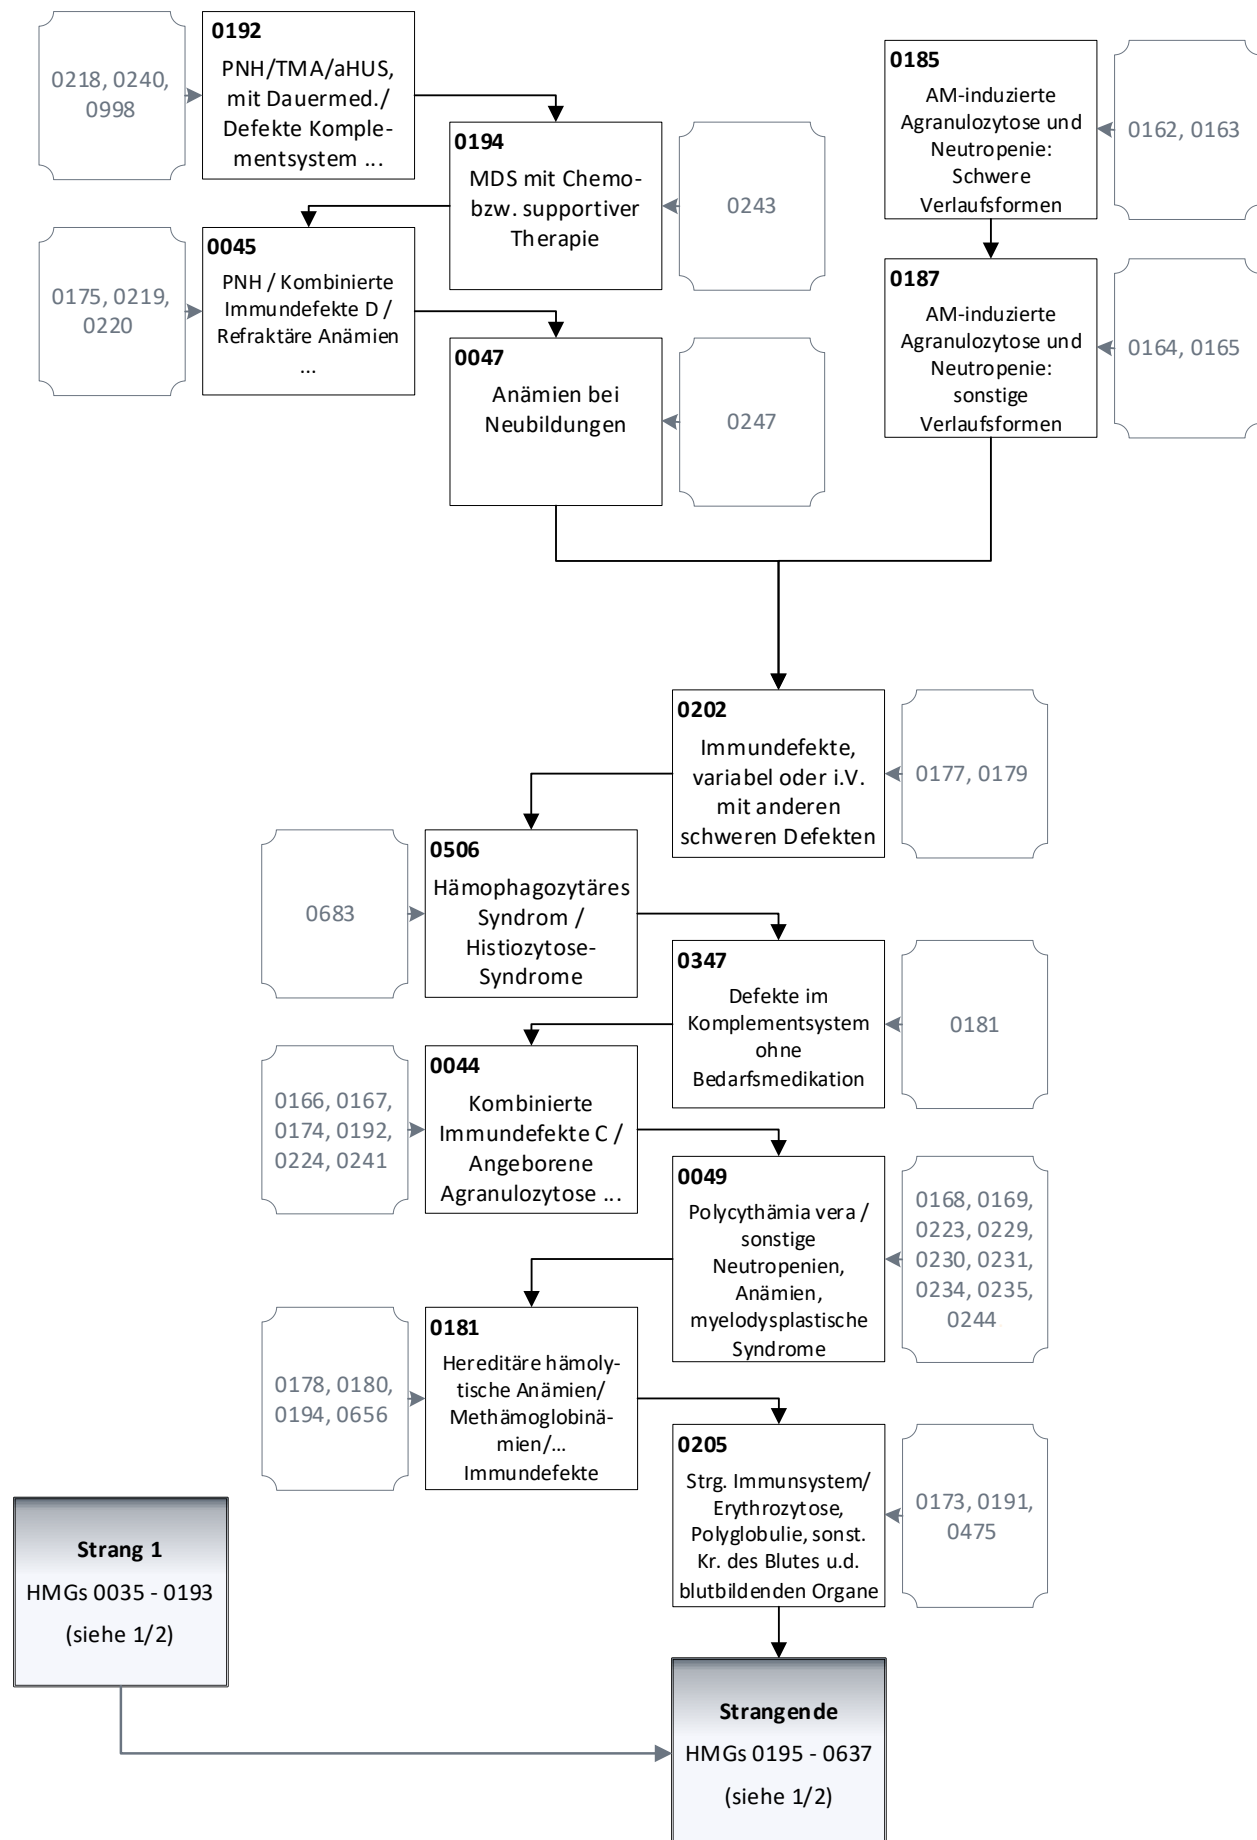 0218, 0240,
0998
0192
PNH/TMA/aHUS,
mit Dauermed./
Defekte Komple-
mentsystem ...
0194
MDS mit Chemo-
bzw. supportiver
Therapie
0243
0175, 0219,
0220
0045
PNH / Kombinierte
Immundefekte D /
Refraktäre Anämien
...
0047
Anämien bei
Neubildungen
0247
0185
AM-induzierte
Agranulozytose und
Neutropenie:
Schwere
Verlaufsformen
0162, 0163
0187
AM-induzierte
Agranulozytose und
Neutropenie:
sonstige
Verlaufsformen
0164, 0165
0202
Immundefekte,
variabel oder i.V.
mit anderen
schweren Defekten
0177, 0179
0683
0506
Hämophagozytäres
Syndrom /
Histiozytose-
Syndrome
0347
Defekte im
Komplementsystem
ohne
Bedarfsmedikation
0181
0166, 0167,
0174, 0192,
0224, 0241
0044
Kombinierte
Immundefekte C /
Angeborene
Agranulozytose ...
0049
Polycythämia vera /
sonstige
Neutropenien,
Anämien,
myelodysplastische
Syndrome
0168, 0169,
0223, 0229,
0230, 0231,
0234, 0235,
0244
0178, 0180,
0194, 0656
0181
Hereditäre hämoly-
tische Anämien/
Methämoglobinä-
mien/...
Immundefekte
0205
Strg. Immunsystem/
Erythrozytose,
Polyglobulie, sonst.
Kr. des Blutes u.d.
blutbildenden Organe
0173, 0191,
0475
Strang 1
HMGs 0035 - 0193
(siehe 1/2)
Strangende
HMGs 0195 - 0637
(siehe 1/2)